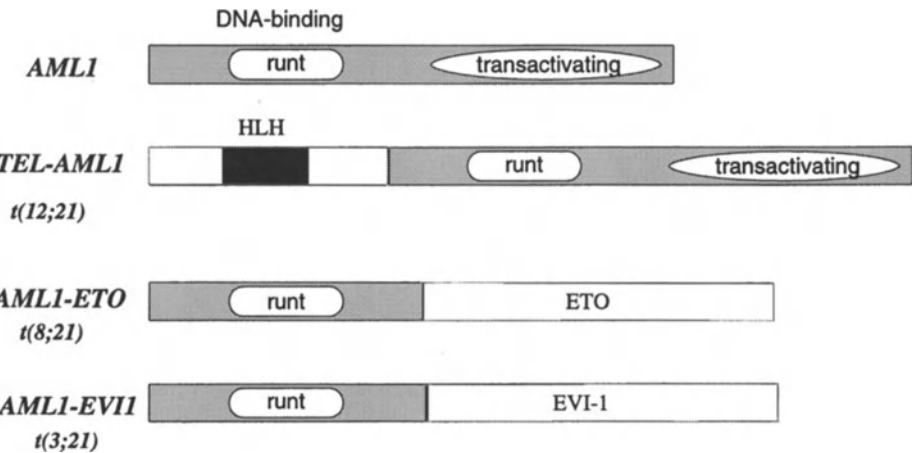 DNA-binding
AML1 runt transactivating
HLH
TEL-AML1 runt transactivating
t(12;21)
AML1-ETO runt ETO
t(8;21)
AML1-EVI1 runt EVI-1
t(3;21)